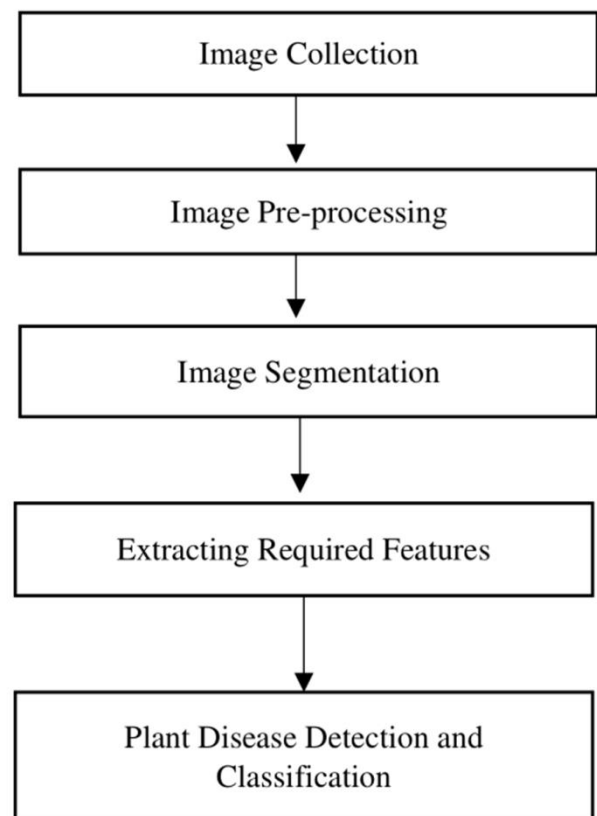 Image Collection
Image Pre-processing
Image Segmentation
Extracting Required Features
Plant Disease Detection and
Classification